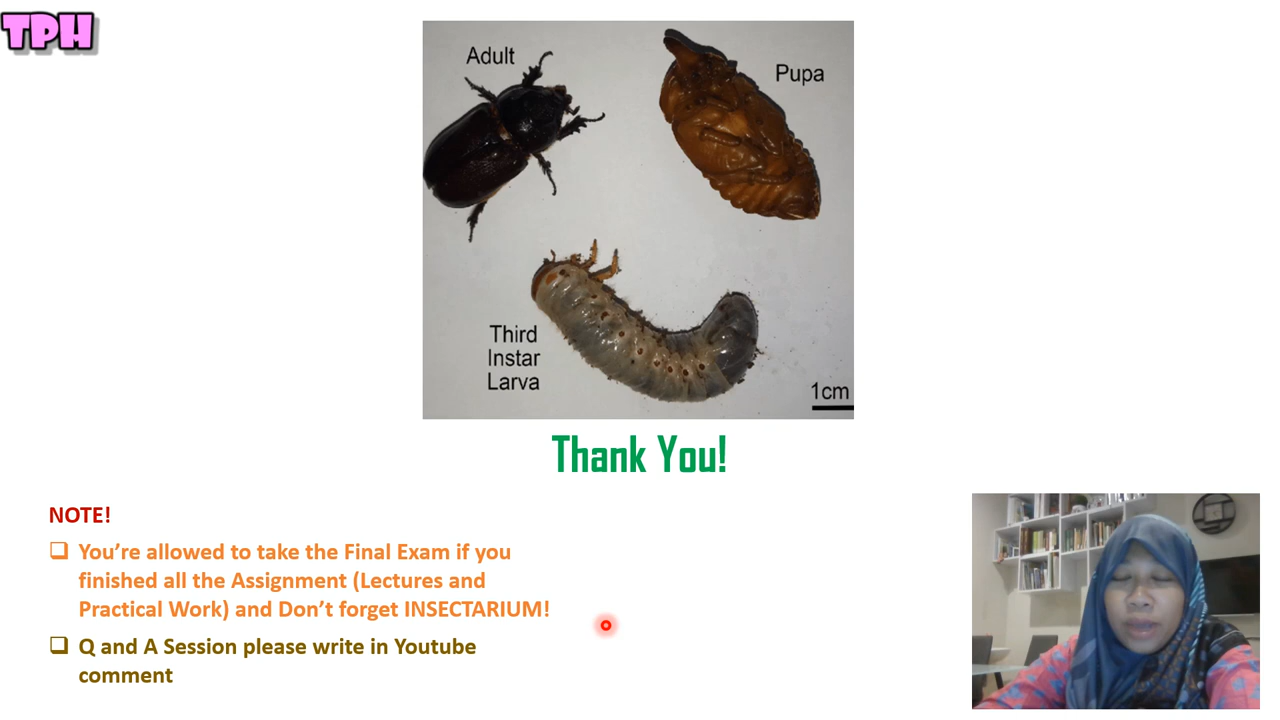 TPH
Adult
Pupa
Third
Instar
Larva
1cm
Thank You!
NOTE!
You’re allowed to take the Final Exam if you
finished all the Assignment (Lectures and
Practical Work) and Don’t forget INSECTARIUM!
Q and A Session please write in Youtube
comment